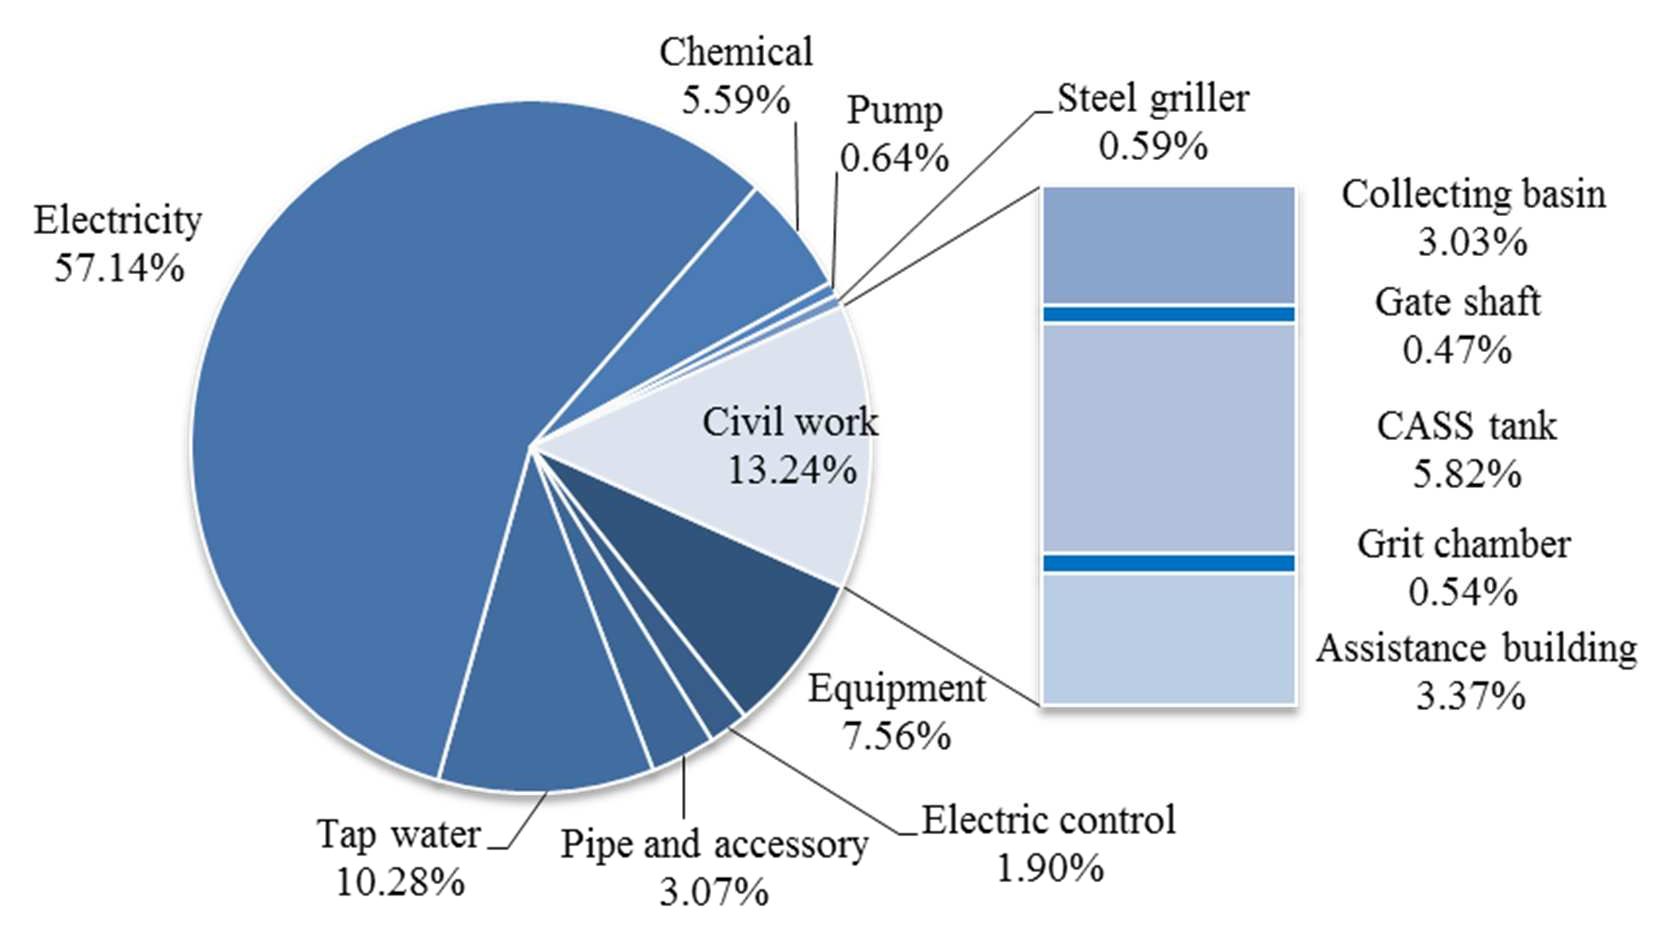 Chemical
5.59%
Pump
0.64%
Steel griller
0.59%
Electricity
57.14%
Collecting basin
3.03%
Gate shaft
0.47%
Civil work
13.24%
CASS tank
5.82%
Grit chamber
0.54%
Assistance building
3.37%
Equipment
7.56%
Electric control
1.90%
Tap water
10.28%
Pipe and accessory
3.07%